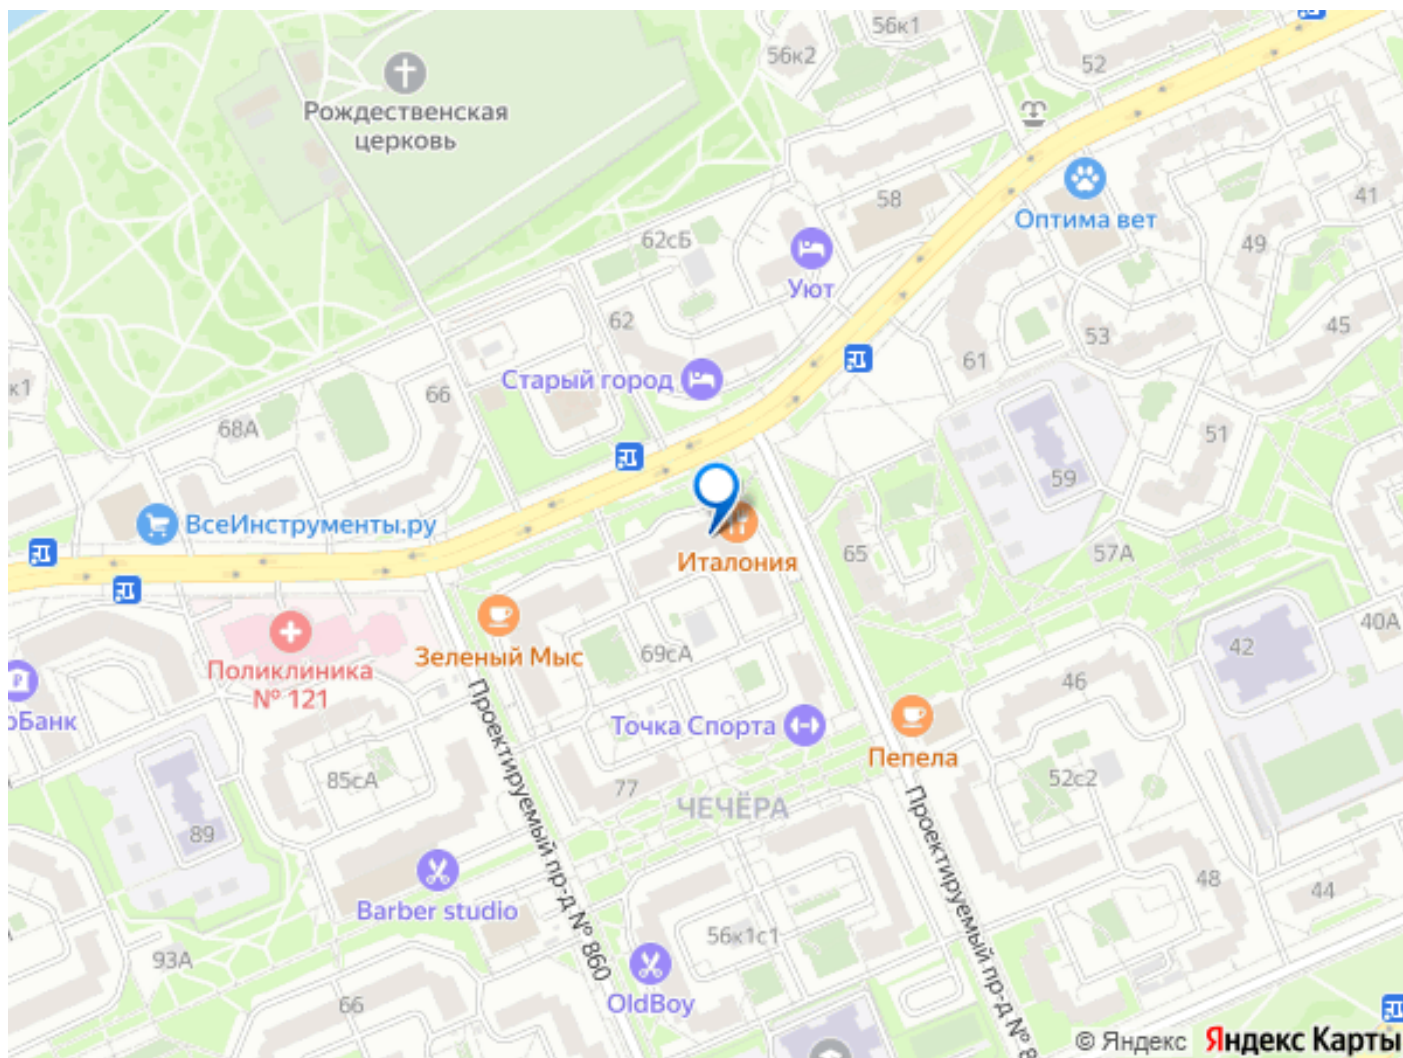 56к1
56к2
52
Рождественская
церковь
58
Оптима вет
41
49
62сБ
Уют
62
45
53
61
Старый город
к1
66
68А
51
59
ВсеИнструменты.ру
Италония
65
57А
40А
42
Зеленый Мыс
69сА
Поликлиника
№ 121
46
оБанк
Точка Спорта
Пепела
85сА
77
52с2
ЧЕЧЁРА
89
Проектируемый пр-д № 860
Проектируемый пр-д № 8
48
44
Barber studio
56к1с1
93А
66
OldBoy
© Яндекс Яндекс Карты